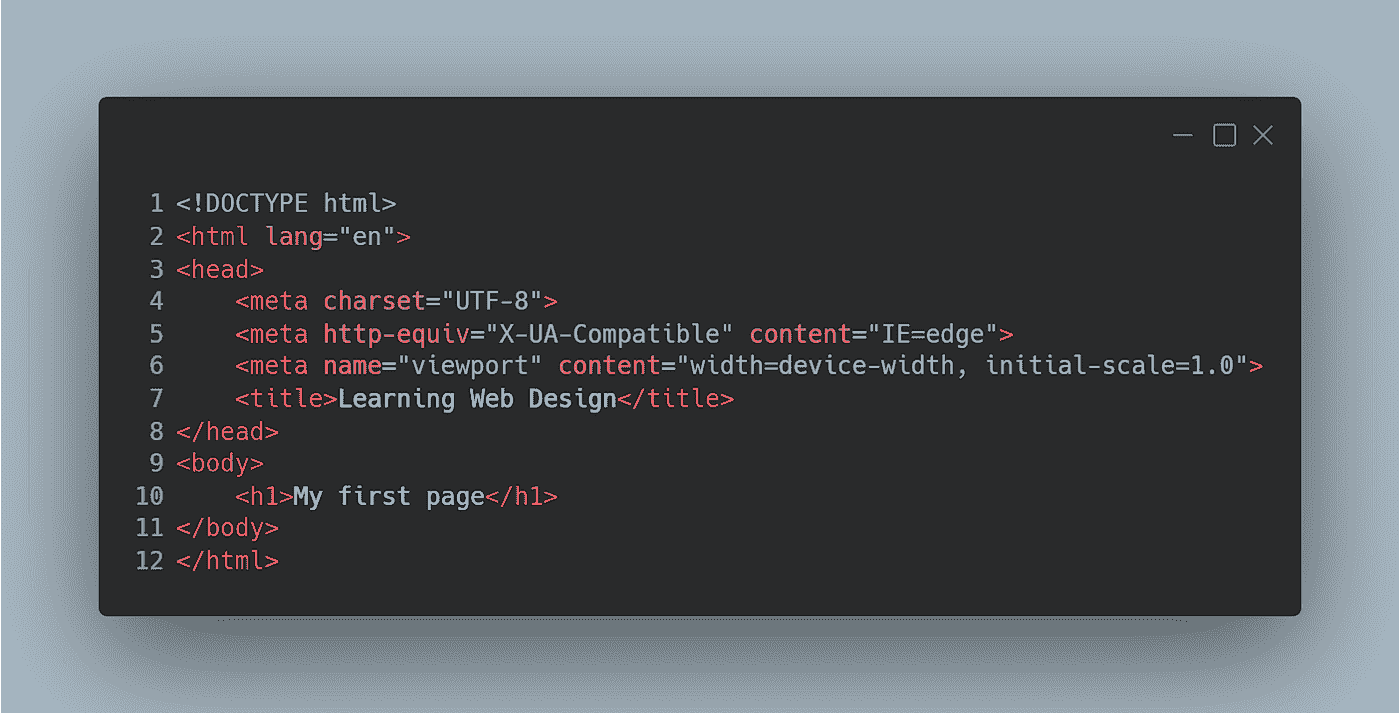 1 <!DOCTYPE html>
2 <html lang="en">
3 <head>
4     <meta charset="UTF-8">
5     <meta http-equiv="X-UA-Compatible" content="IE=edge">
6     <meta name="viewport" content="width=device-width, initial-scale=1.0">
7     <title>Learning Web Design</title>
8 </head>
9 <body>
10     <h1>My first page</h1>
11 </body>
12 </html>